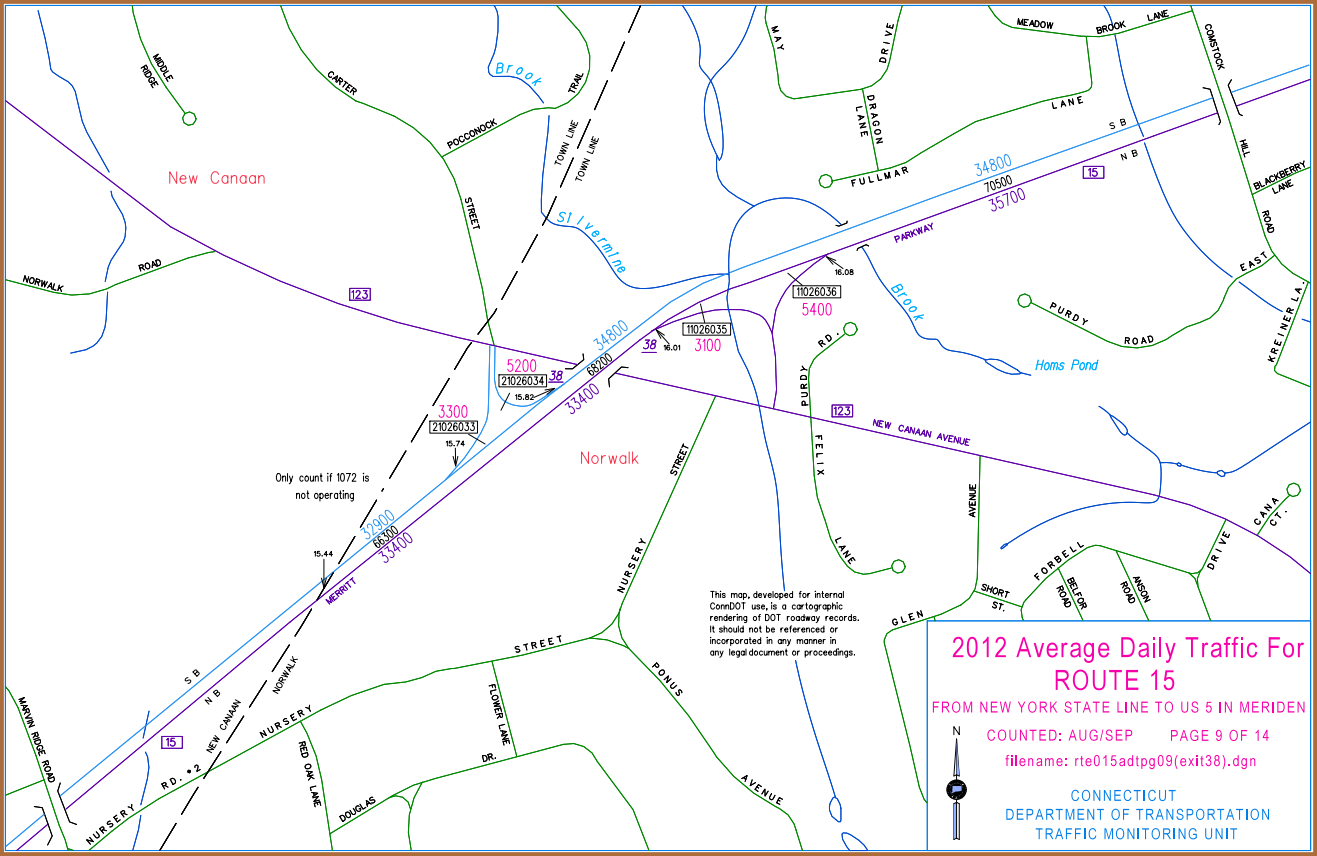 MIDDLE
RIDGE
CARTER
Brook
TRAIL
POCCONOCK
TOWN LINE
TOWN LINE
MAY
DRIVE
DRAGON
LANE
FULLMAR
LANE
MEADOW
BROOK
LANE
COMSTOCK
HILL
ROAD
BLACKBERRY
LANE
S B
N B
15
34800
70500
35700
PARKWAY
New Canaan
STREET
Silvermine
NORWALK
ROAD
123
EAST
KREINER LA.
PURDY
ROAD
Brook
Homs Pond
16.08
11026036
5400
11026035
3100
38
16.01
PURDY
RD.
34800
68200
33400
5200
21026034
38
15.82
3300
21026033
15.74
123
NEW CANAAN AVENUE
FELIX
LANE
Norwalk
STREET
NURSERY
AVENUE
Only count if 1072 is
not operating
32900
66300
33400
15.44
MERRITT
CANA
CT.
DRIVE
FORBELL
BELFOR
ROAD
ANSON
ROAD
SHORT
ST.
GLEN
This map, developed for internal
ConnDOT use, is a cartographic
rendering of DOT roadway records.
It should not be referenced or
incorporated in any manner in
any legal document or proceedings.
S B
N B
15
NEW CANAAN
NORWALK
MARVIN RIDGE ROAD
NURSERY
RD. #2
NURSERY
STREET
RED OAK LANE
FLOWER LANE
DOUGLAS
DR.
PONUS
AVENUE
2012 Average Daily Traffic For
ROUTE 15
FROM NEW YORK STATE LINE TO US 5 IN MERIDEN
COUNTED: AUG/SEP PAGE 9 OF 14
filename: rte015adtpg09(exit38).dgn
N
CONNECTICUT
DEPARTMENT OF TRANSPORTATION
TRAFFIC MONITORING UNIT